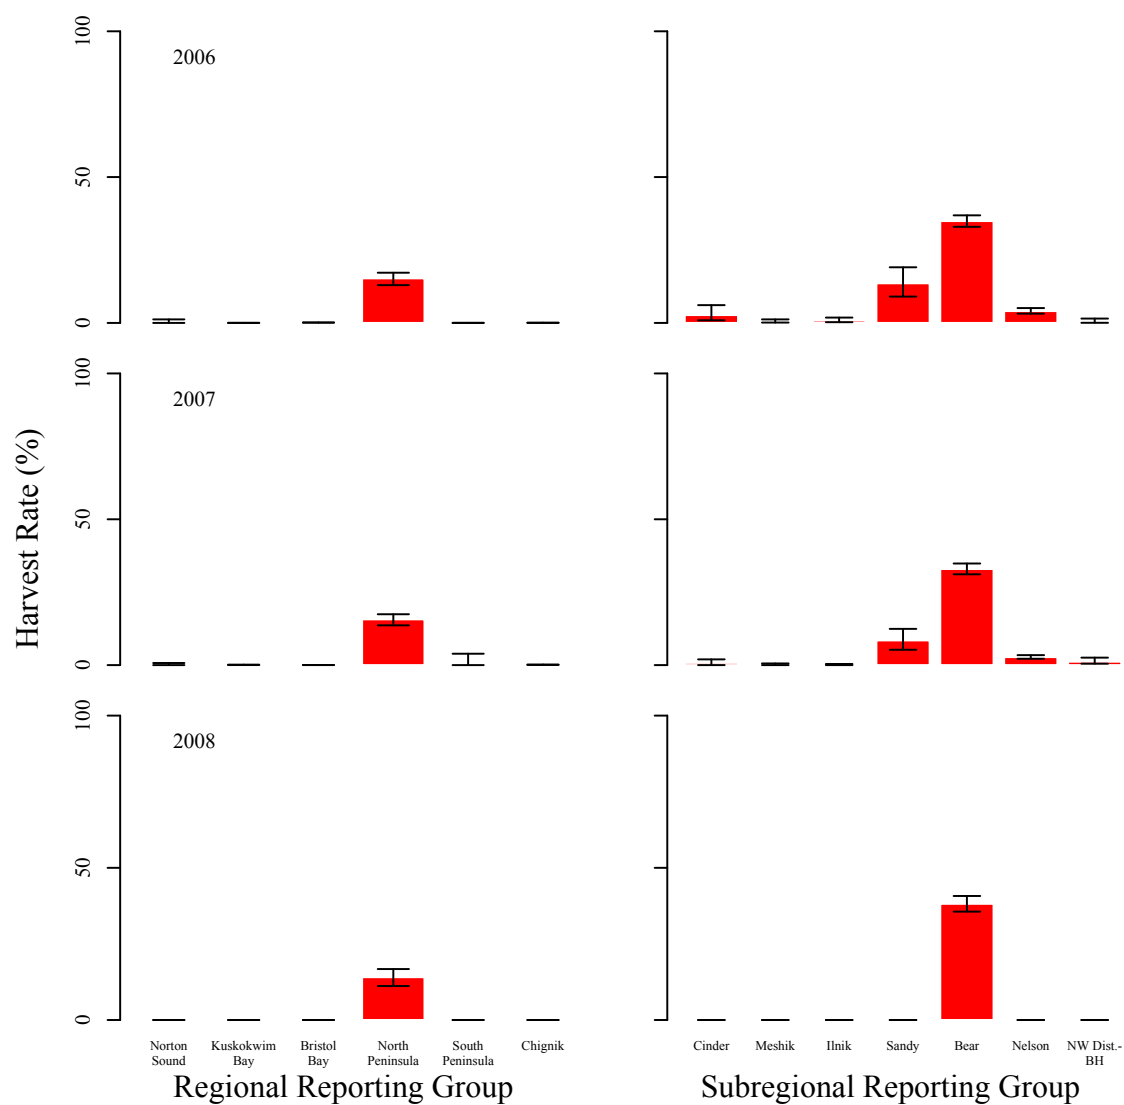 Harvest Rate (%)
100
50
0
2006
100
50
0
2007
100
50
0
2008
Norton
Sound
Kuskokwim
Bay
Bristol
Bay
North
Peninsula
South
Peninsula
Chignik
Cinder
Meshik
Ilnik
Sandy
Bear
Nelson
NW Dist.-
BH
Regional Reporting Group
Subregional Reporting Group